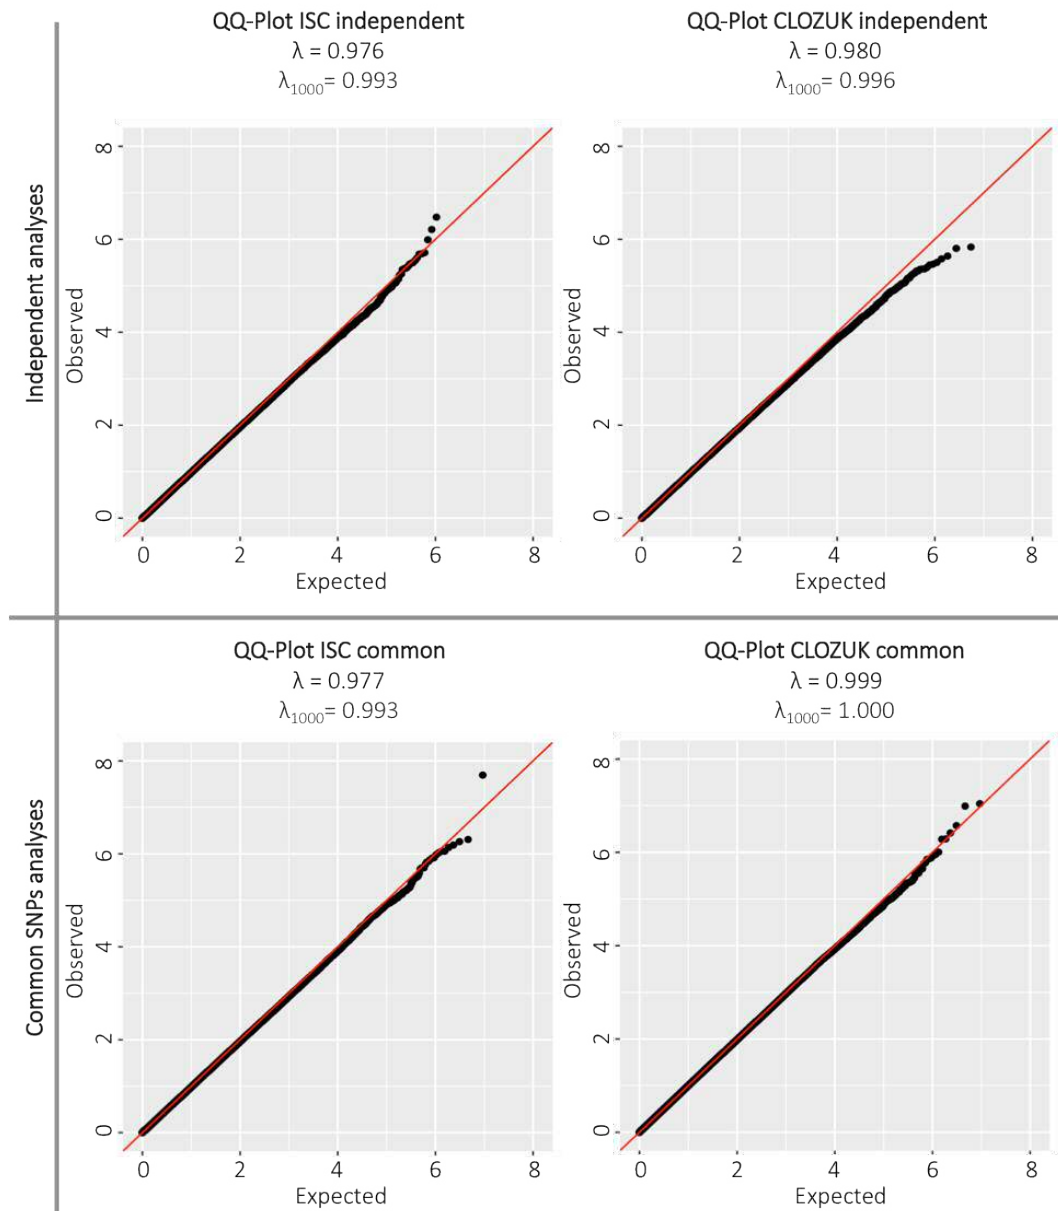 QQ-Plot ISC independent
λ = 0.976
λ1000= 0.993
QQ-Plot CLOZUK independent
λ = 0.980
λ1000= 0.996
Independent analyses
Observed
8
6
4
2
0
0 2 4 6 8
Expected
Observed
8
6
4
2
0
0 2 4 6 8
Expected
QQ-Plot ISC common
λ = 0.977
λ1000= 0.993
QQ-Plot CLOZUK common
λ = 0.999
λ1000= 1.000
Common SNPs analyses
Observed
8
6
4
2
0
0 2 4 6 8
Expected
Observed
8
6
4
2
0
0 2 4 6 8
Expected